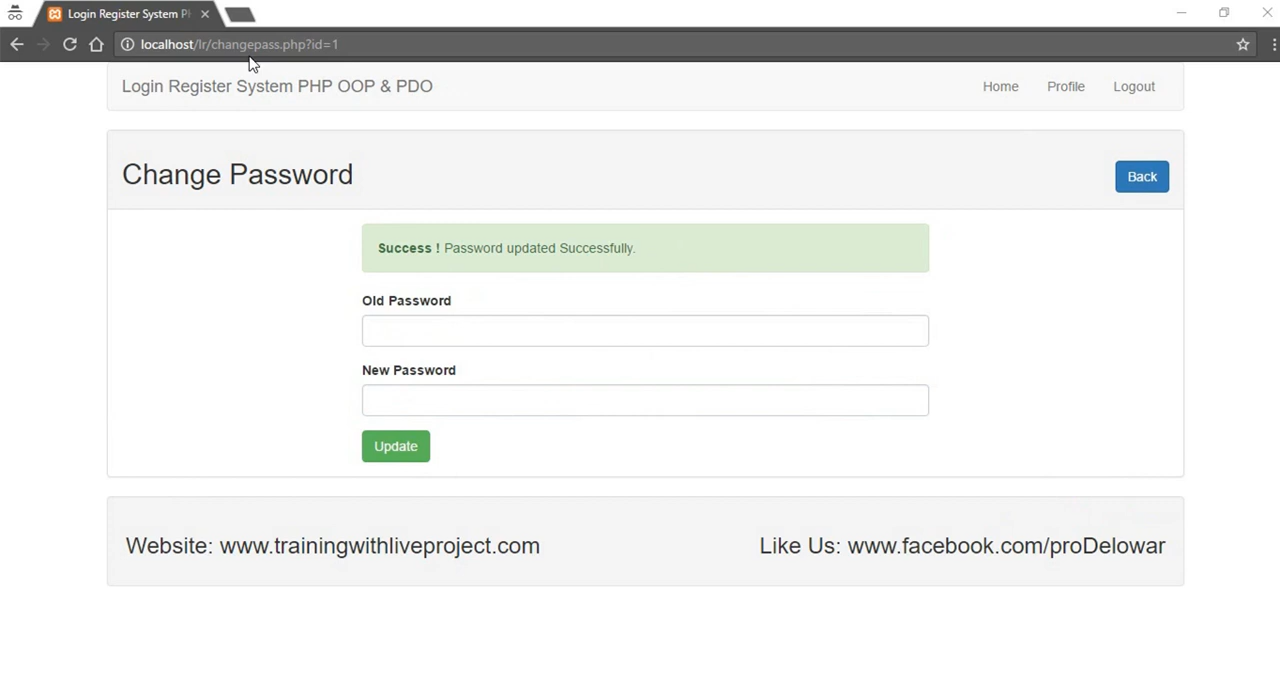 Login Register System P
localhost/lr/changepass.php?id=1
Login Register System PHP OOP & PDO
Home Profile Logout
Change Password
Back
Success ! Password updated Successfully.
Old Password
New Password
Update
Website: www.trainingwithliveproject.com
Like Us: www.facebook.com/proDelowar